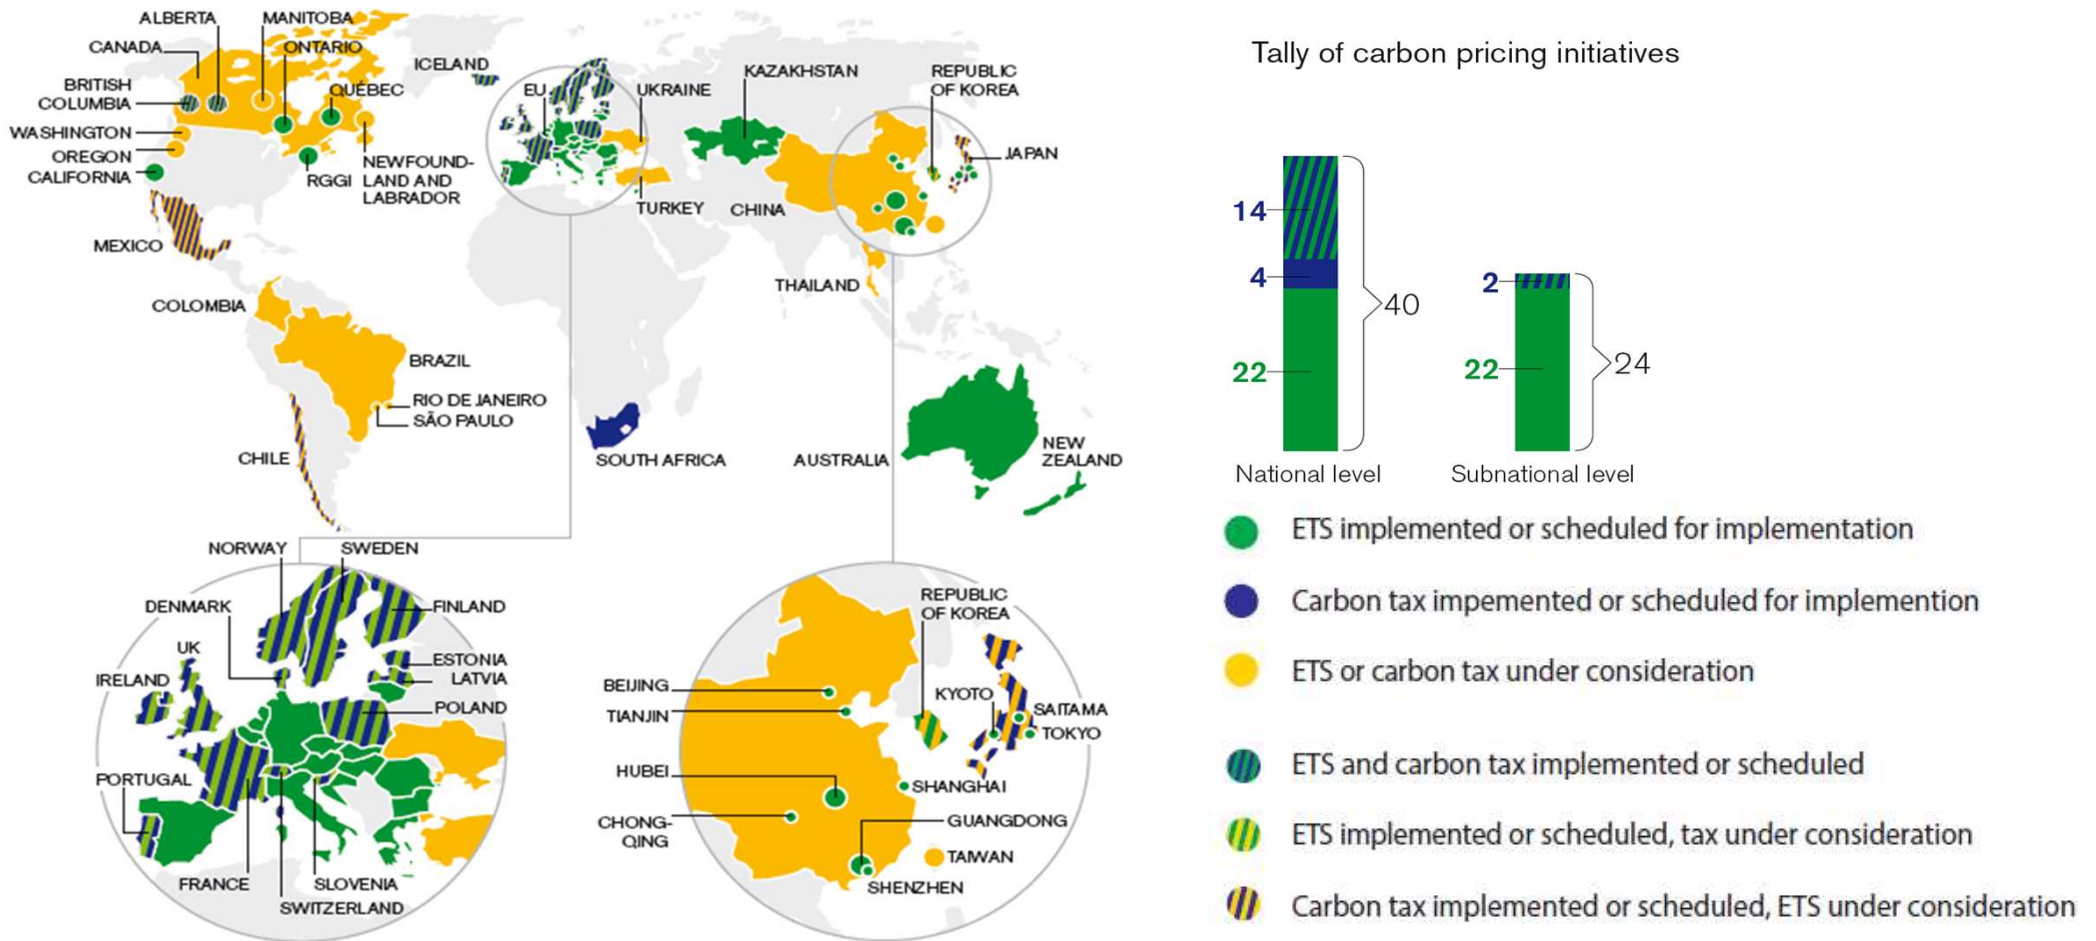 ALBERTA
MANITOBA
CANADA
ONTARIO
BRITISH
COLUMBIA
QUÉBEC
WASHINGTON
OREGON
CALIFORNIA
RGGI
NEWFOUND-
LAND AND
LABRADOR
MEXICO
ICELAND
EU
UKRAINE
KAZAKHSTAN
REPUBLIC
OF KOREA
JAPAN
TURKEY
CHINA
THAILAND
COLOMBIA
BRAZIL
RIO DE JANEIRO
SÃO PAULO
CHILE
SOUTH AFRICA
AUSTRALIA
NEW
ZEALAND
NORWAY
SWEDEN
DENMARK
FINLAND
UK
IRELAND
ESTONIA
LATVIA
POLAND
PORTUGAL
FRANCE
SLOVENIA
SWITZERLAND
REPUBLIC
OF KOREA
BEIJING
TIANJIN
KYOTO
SAITAMA
TOKYO
HUBEI
SHANGHAI
CHONG-
QING
GUANGDONG
TAIWAN
SHENZHEN
Tally of carbon pricing initiatives
14
4
22
40
2
22
24
National level
Subnational level
ETS implemented or scheduled for implementation
Carbon tax impemented or scheduled for implemention
ETS or carbon tax under consideration
ETS and carbon tax implemented or scheduled
ETS implemented or scheduled, tax under consideration
Carbon tax implemented or scheduled, ETS under consideration